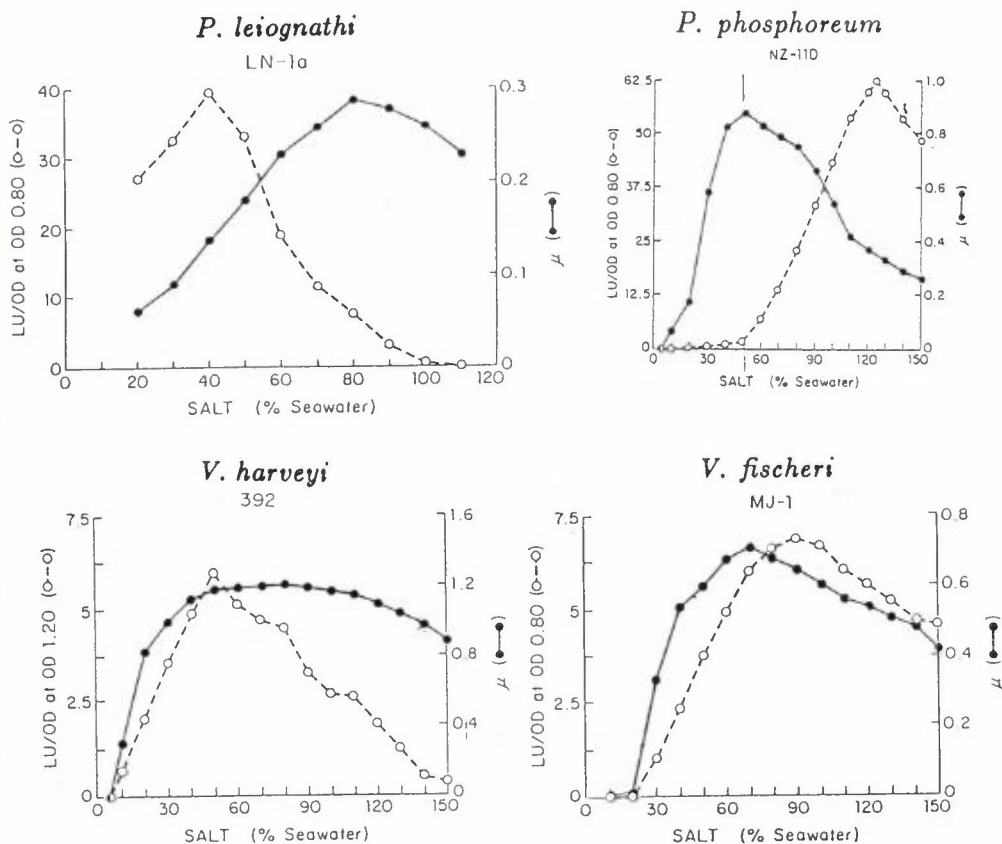 P. leiognathi
LN-1a
LU/OD at OD 0.80 (o--o)
40
30
20
10
0
0.3
0.2
0.1
0
μ (●—●)
0 20 40 60 80 100 120
SALT (% Seawater)
P. phosphoreum
NZ-11D
LU/OD at OD 0.80 (o--o)
62.5
50
37.5
25
12.5
0
1.0
0.8
0.6
0.4
0.2
0
μ (●—●)
0 30 60 90 120 150
SALT (% Seawater)
V. harveyi
392
LU/OD at OD 1.20 (o--o)
7.5
5
2.5
0
1.6
1.2
0.8
0.4
0
μ (●—●)
0 30 60 90 120 150
SALT (% Seawater)
V. fischeri
MJ-1
LU/OD at OD 0.80 (o--o)
7.5
5
2.5
0
0.8
0.6
0.4
0.2
0
μ (●—●)
0 30 60 90 120 150
SALT (% Seawater)